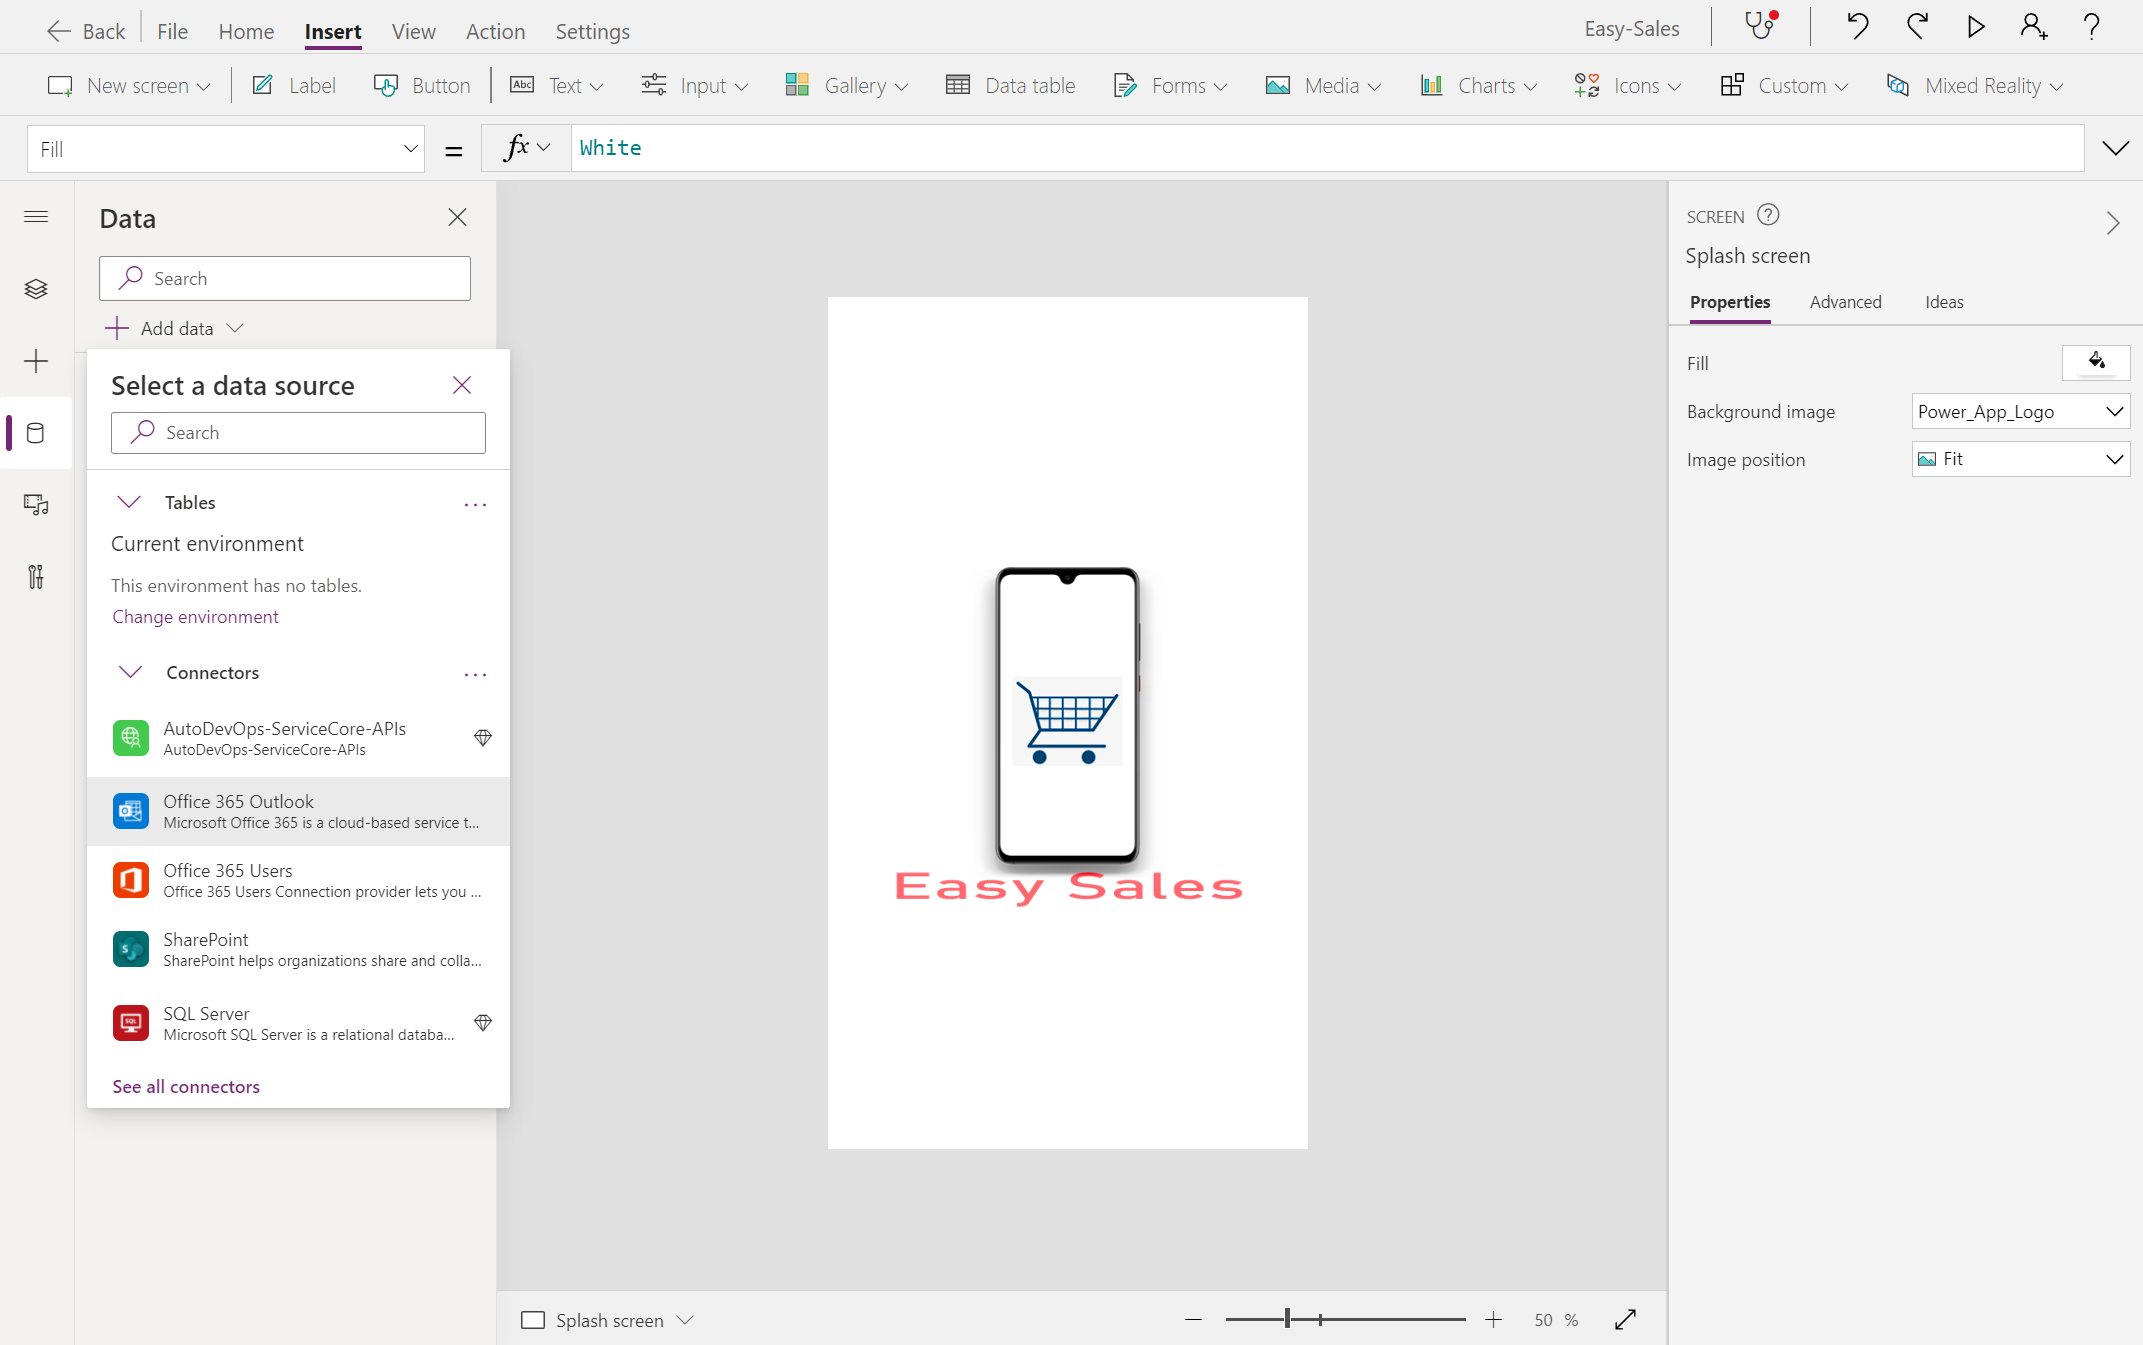 Back
File
Home
Insert
View
Action
Settings
Easy-Sales
New screen
Label
Button
Abc
Text
Input
Gallery
Data table
Forms
Media
Charts
Icons
Custom
Mixed Reality
Fill
=
fx
White
Data
Search
Add data
Select a data source
Search
Tables
Current environment
This environment has no tables.
Change environment
Connectors
AutoDevOps-ServiceCore-APIs
AutoDevOps-ServiceCore-APIs
Office 365 Outlook
Microsoft Office 365 is a cloud-based service t...
Office 365 Users
Office 365 Users Connection provider lets you ...
SharePoint
SharePoint helps organizations share and colla...
SQL
SQL Server
Microsoft SQL Server is a relational databa...
See all connectors
Easy Sales
Splash screen
50 %
SCREEN
Splash screen
Properties
Advanced
Ideas
Fill
Background image
Power_App_Logo
Image position
Fit